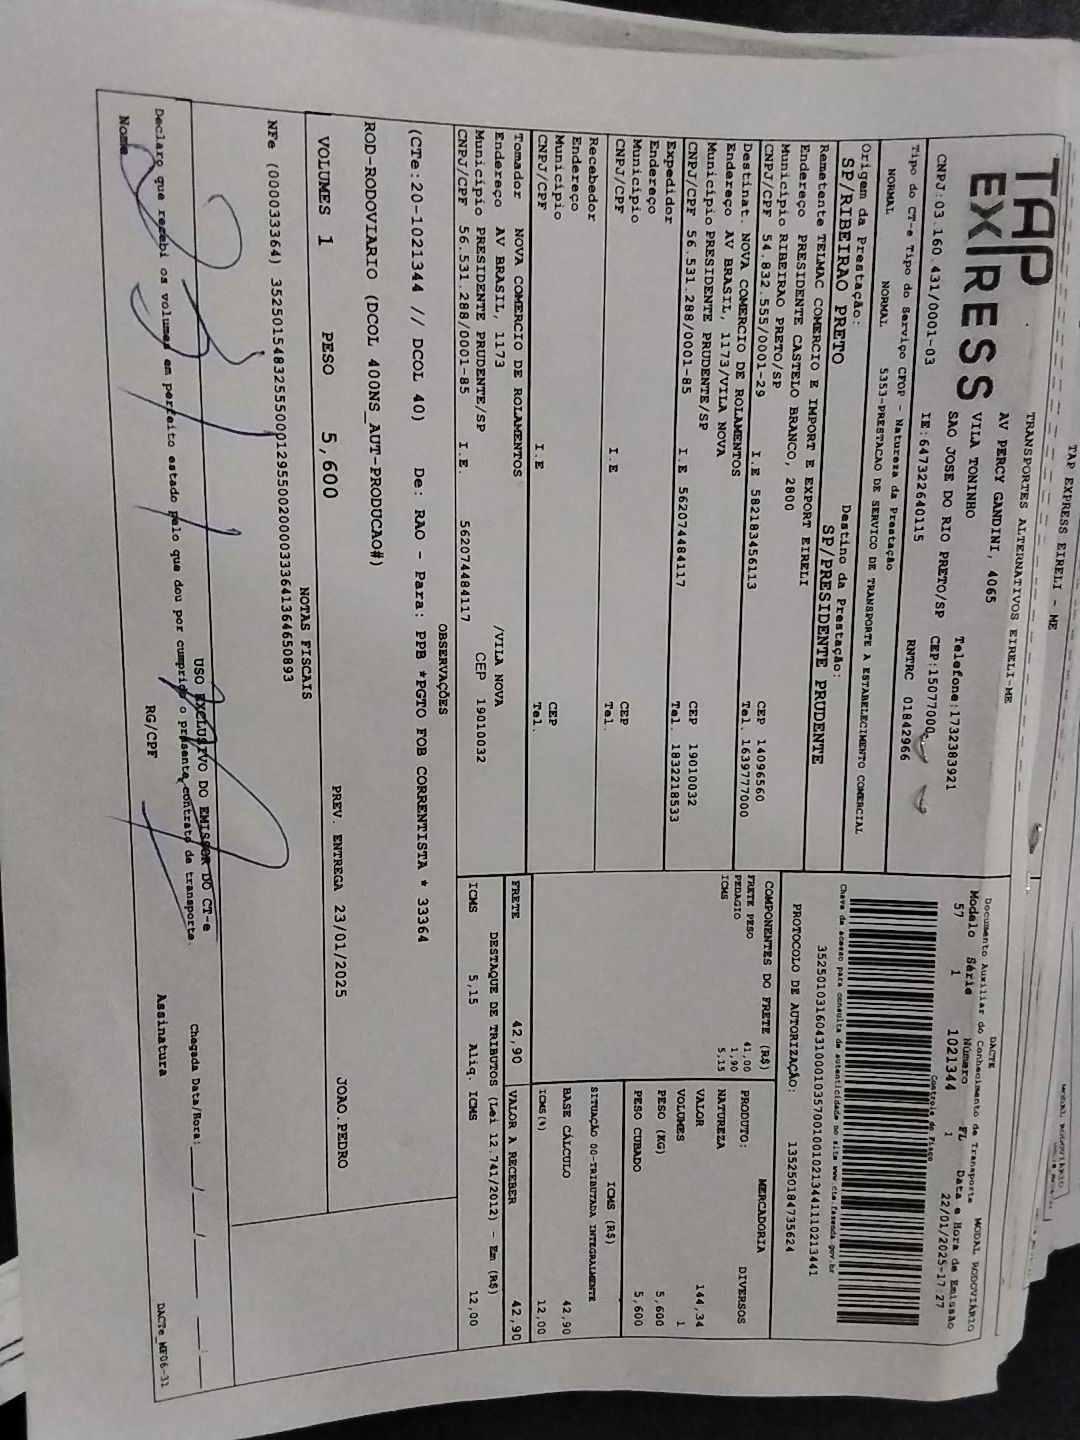 TAP EXPRESS EIRELI - ME
TAP
EXPRESS
TRANSPORTES ALTERNATIVOS EIRELI-ME
AV PERCY GANDINI, 4065
VILA TONINHO
SAO JOSE DO RIO PRETO/SP
Telefone:1732383921
CEP:15077000
CNPJ:03.160.431/0001-03
IE:647322640115
RNTRC 01842966
Tipo do CT-e Tipo do Serviço CFOP - Natureza da Prestação
NORMAL NORMAL 5353-PRESTACAO DE SERVICO DE TRANSPORTE A ESTABELECIMENTO COMERCIAL
Origem da Prestação: Destino da Prestação:
SP/RIBEIRAO PRETO SP/PRESIDENTE PRUDENTE
DACTE
Documento Auxiliar do Conhecimento de Transporte MODAL RODOVIÁRIO
Modelo Série Número FL Data e Hora de Emissão
57 1 1021344 1 22/01/2025-17:27
Controle do Fisco
Chave de acesso para consulta de autenticidade no site www.cte.fazenda.gov.br
35250103160431000103570010010213441110213441
PROTOCOLO DE AUTORIZAÇÃO: 135250184735624
Remetente TELMAC COMERCIO E IMPORT E EXPORT EIRELI
Endereço PRESIDENTE CASTELO BRANCO, 2800
Município RIBEIRAO PRETO/SP CEP 14096560
CNPJ/CPF 54.832.555/0001-29 I.E 582183456113 Tel. 1639777000
Destinat. NOVA COMERCIO DE ROLAMENTOS
Endereço AV BRASIL, 1173/VILA NOVA
Município PRESIDENTE PRUDENTE/SP CEP 19010032
CNPJ/CPF 56.531.288/0001-85 I.E 562074484117 Tel. 1832218533
Expedidor
Endereço
Município CEP
CNPJ/CPF I.E Tel.
Recebedor
Endereço
Município CEP
CNPJ/CPF I.E Tel.
Tomador NOVA COMERCIO DE ROLAMENTOS
Endereço AV BRASIL, 1173 /VILA NOVA
Município PRESIDENTE PRUDENTE/SP CEP 19010032
CNPJ/CPF 56.531.288/0001-85 I.E. 562074484117
COMPONENTES DO FRETE (R$)
FRETE PESO 41,00
PEDAGIO 1,90
ICMS 5,15
MERCADORIA
PRODUTO: DIVERSOS
NATUREZA
VALOR 144,34
VOLUMES 1
PESO (KG) 5,600
PESO CUBADO 5,600
ICMS (R$)
SITUAÇÃO 00-TRIBUTADA INTEGRALMENTE
BASE CÁLCULO 42,90
ICMS(%) 12,00
FRETE 42,90 VALOR A RECEBER 42,90
DESTAQUE DE TRIBUTOS (Lei 12.741/2012) - Em (R$)
ICMS 5,15 Aliq. ICMS 12,00
OBSERVAÇÕES
(CTe:20-1021344 // DCOL 40) De: RAO - Para: PPB *PGTO FOB CORRENTISTA * 33364
ROD-RODOVIARIO (DCOL 400NS_AUT-PRODUCAO#)
VOLUMES 1 PESO 5,600 PREV. ENTREGA 23/01/2025 JOAO.PEDRO
NOTAS FISCAIS
NFe (000033364) 35250154832555000129550020000333641364650893
USO EXCLUSIVO DO EMISSOR DO CT-e
Declaro que recebi os volumes em perfeito estado pelo que dou por cumprido o presente contrato de transporte. Chegada Data/Hora: ___/___/___ ___:___
Nome RG/CPF Assinatura DACTe_MF06-31